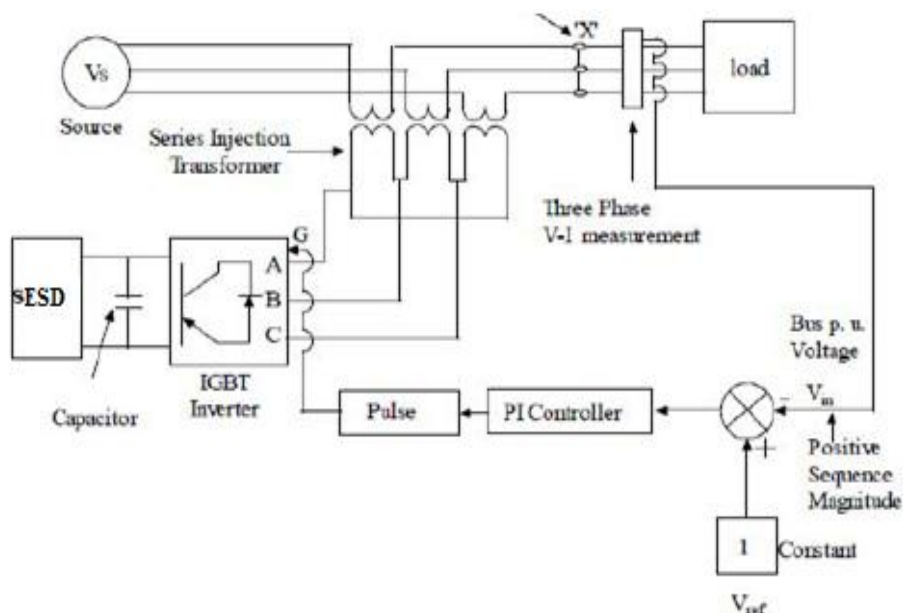 'X'
Vs
load
Source
Series Injection
Transformer
Three Phase
V-I measurement
G
A
sESD
B
C
Bus p. u.
Voltage
IGBT
Inverter
Capacitor
Pulse
PI Controller
-
Vm
+
Positive
Sequence
Magnitude
1
Constant
Vref